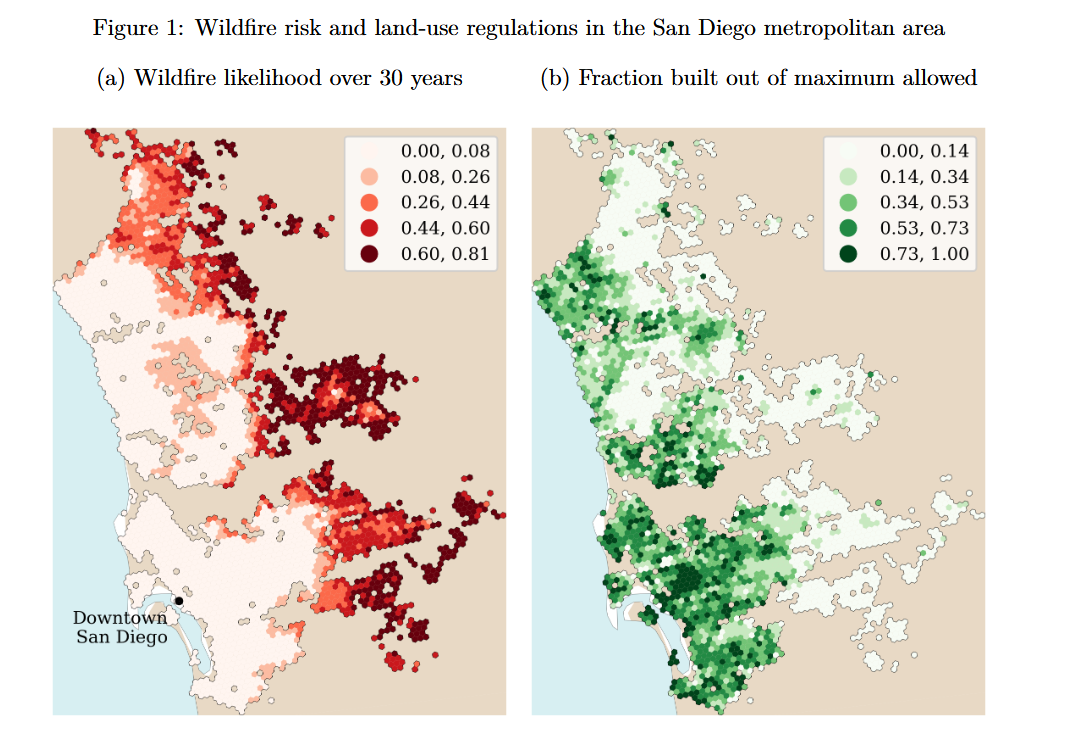 Figure 1: Wildfire risk and land-use regulations in the San Diego metropolitan area
(a) Wildfire likelihood over 30 years
(b) Fraction built out of maximum allowed
0.00, 0.08
0.08, 0.26
0.26, 0.44
0.44, 0.60
0.60, 0.81
0.00, 0.14
0.14, 0.34
0.34, 0.53
0.53, 0.73
0.73, 1.00
Downtown
San Diego